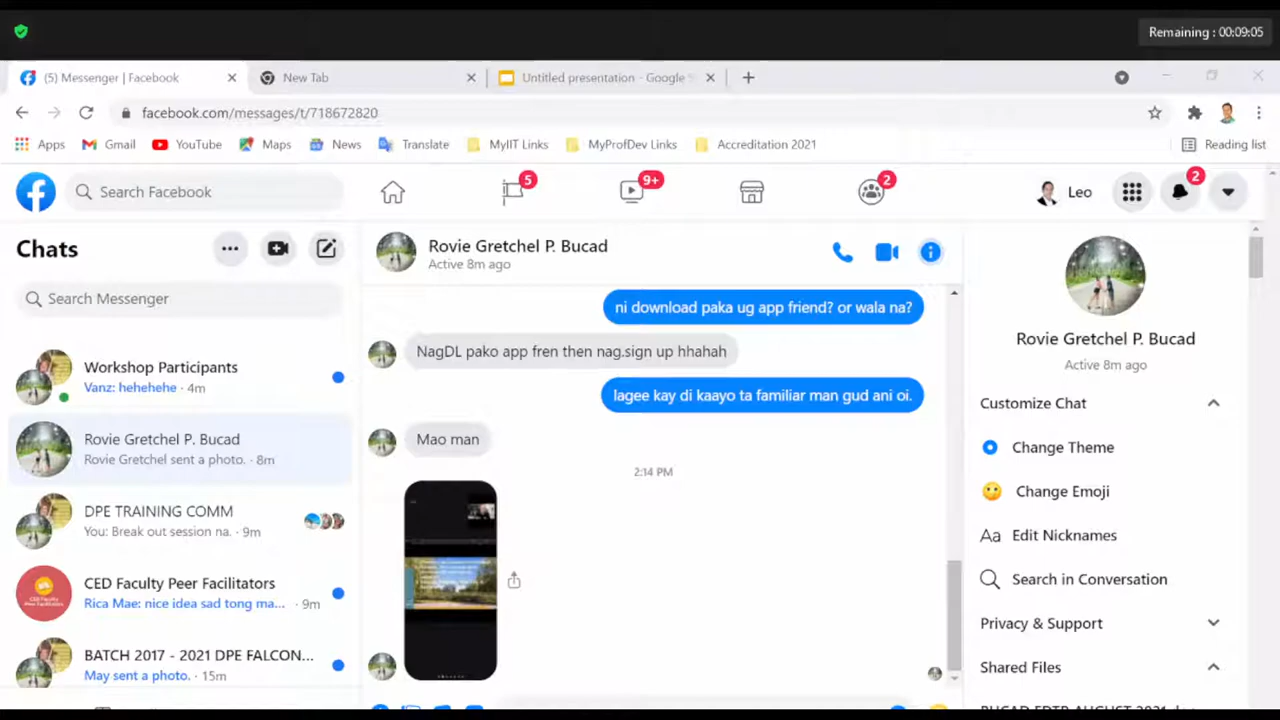 Remaining : 00:09:05
(5) Messenger | Facebook
New Tab
Untitled presentation - Google S
facebook.com/messages/t/718672820
Apps
Gmail
YouTube
Maps
News
Translate
MyIIT Links
MyProfDev Links
Accreditation 2021
Reading list
Search Facebook
5
9+
2
Leo
2
Chats
Search Messenger
Workshop Participants
Vanz: hehehehe · 4m
Rovie Gretchel P. Bucad
Rovie Gretchel sent a photo. · 8m
DPE TRAINING COMM
You: Break out session na. · 9m
CED Faculty Peer Facilitators
Rica Mae: nice idea sad tong ma... · 9m
BATCH 2017 - 2021 DPE FALCON...
May sent a photo. · 15m
Rovie Gretchel P. Bucad
Active 8m ago
ni download paka ug app friend? or wala na?
NagDL pako app fren then nag.sign up hhahah
lagee kay di kaayo ta familiar man gud ani oi.
Mao man
2:14 PM
Rovie Gretchel P. Bucad
Active 8m ago
Customize Chat
Change Theme
Change Emoji
Aa Edit Nicknames
Search in Conversation
Privacy & Support
Shared Files